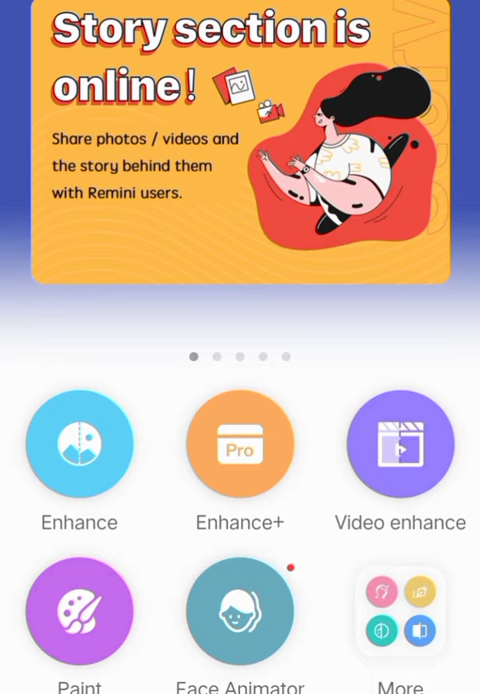 Story section is
online!
Share photos / videos and
the story behind them
with Remini users.
Pro
Enhance
Enhance+
Video enhance
Paint
Face Animator
More